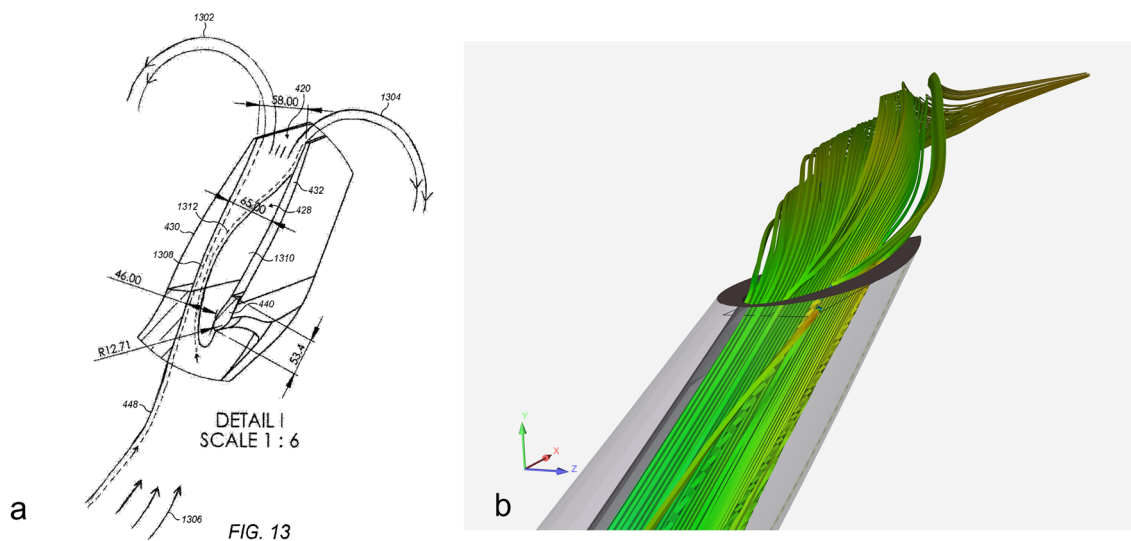 1302
420
58.00
1304
432
65.00
428
1312
430
1308
1310
46.00
440
R12.71
53.4
448
DETAIL I
SCALE 1 : 6
1306
FIG. 13
a
Y
X
Z
b